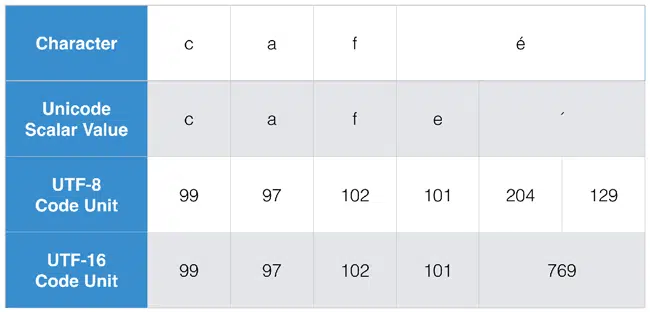 Character c a f é
Unicode
Scalar Value c a f e ´
UTF-8
Code Unit 99 97 102 101 204 129
UTF-16
Code Unit 99 97 102 101 769